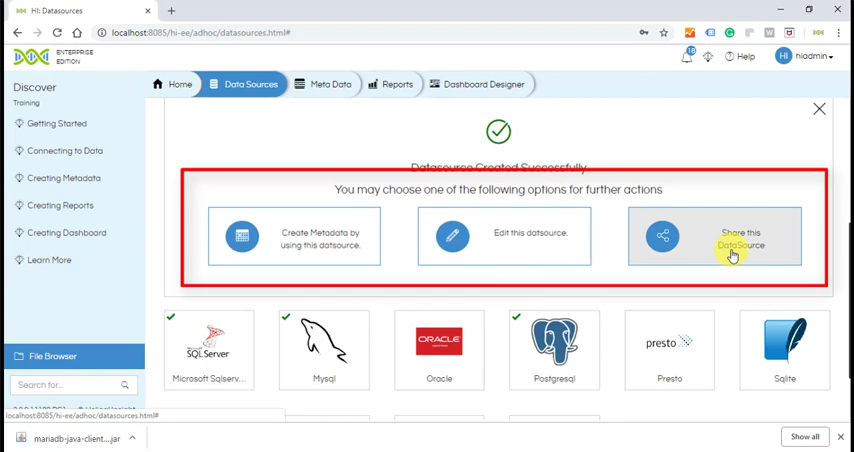 HI: Datasources
localhost:8085/hi-ee/adhoc/datasources.html#
ENTERPRISE
EDITION
18
Help
HI
hiadmin
Discover
Training
Getting Started
Connecting to Data
Creating Metadata
Creating Reports
Creating Dashboard
Learn More
File Browser
Search for...
Home
Data Sources
Meta Data
Reports
Dashboard Designer
Datasource Created Successfully
You may choose one of the following options for further actions
Create Metadata by
using this datsource.
Edit this datsource.
Share this
DataSource
SQL Server
Microsoft Sqlserv...
Mysql
ORACLE
Oracle
Postgresql
presto
Presto
Sqlite
localhost:8085/hi-ee/adhoc/datasources.html#
mariadb-java-client....jar
Show all